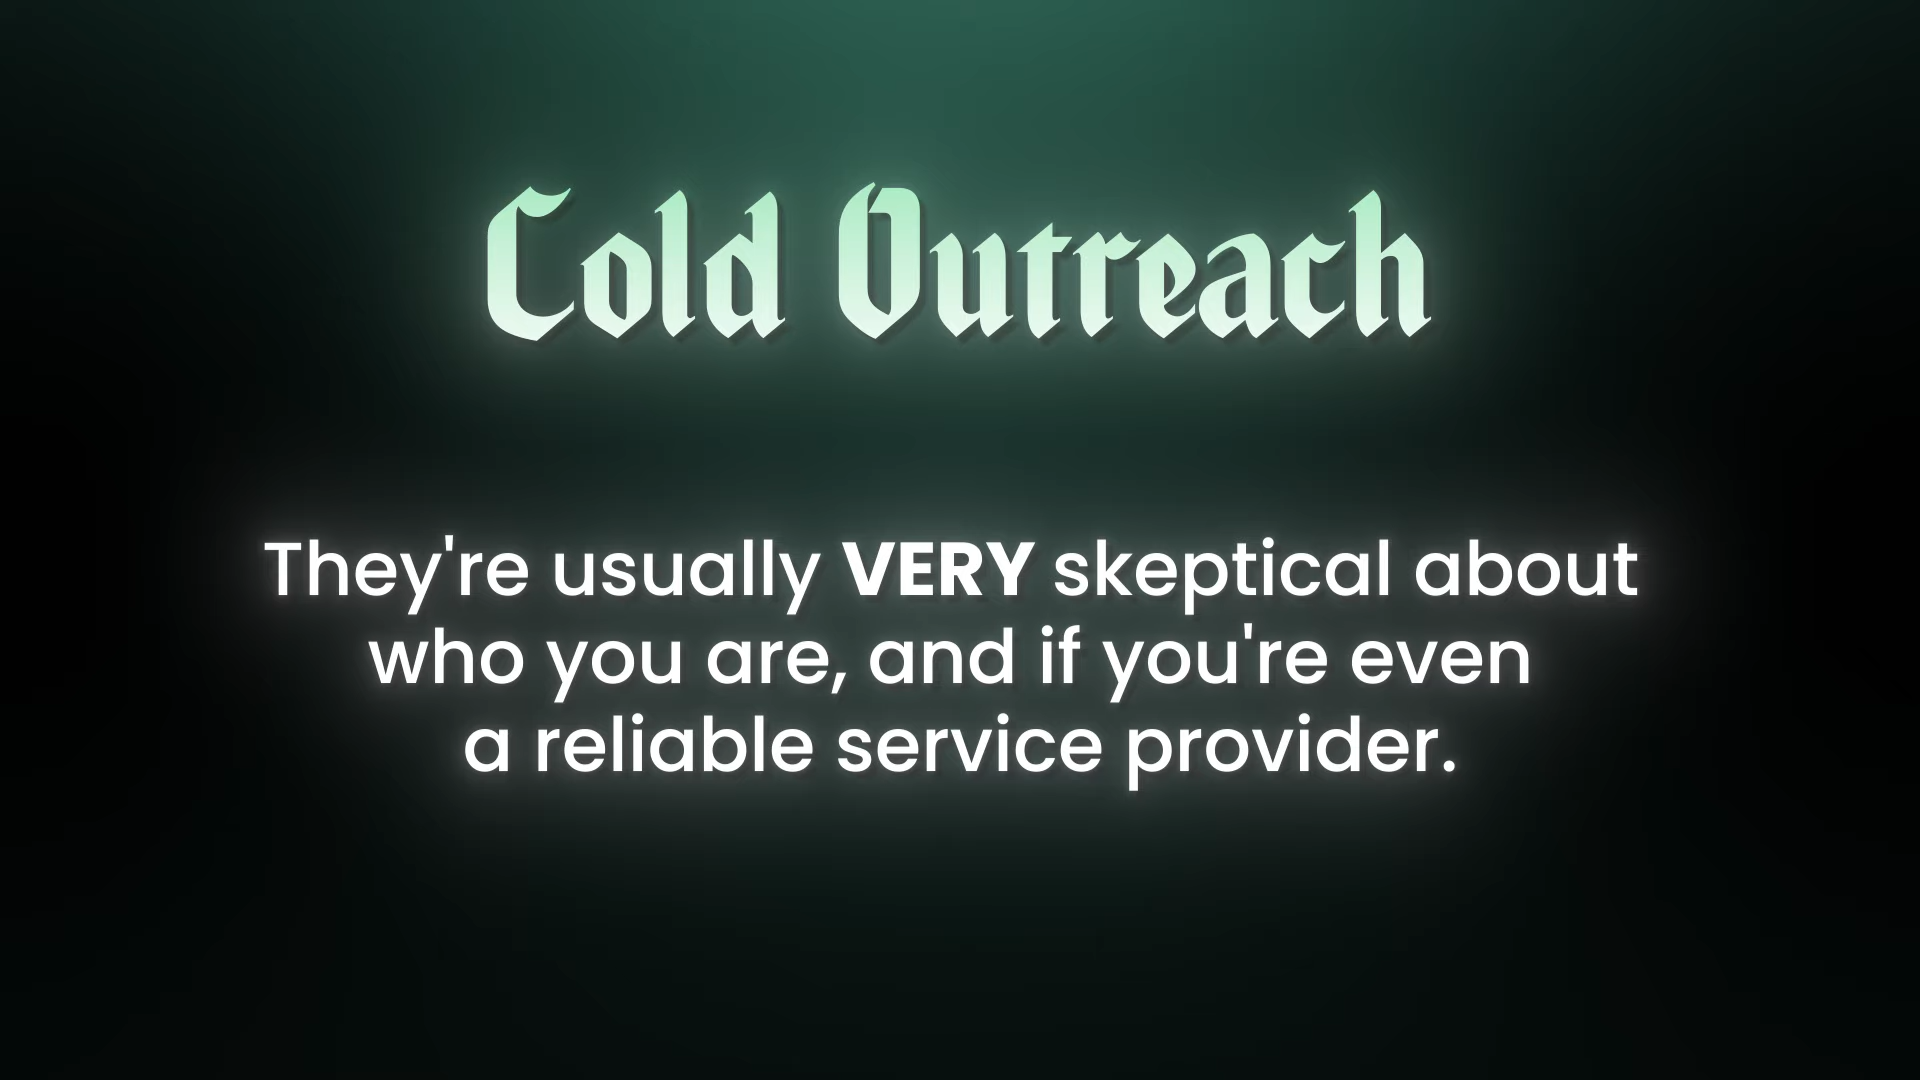 Cold Outreach
They're usually VERY skeptical about
who you are, and if you're even
a reliable service provider.